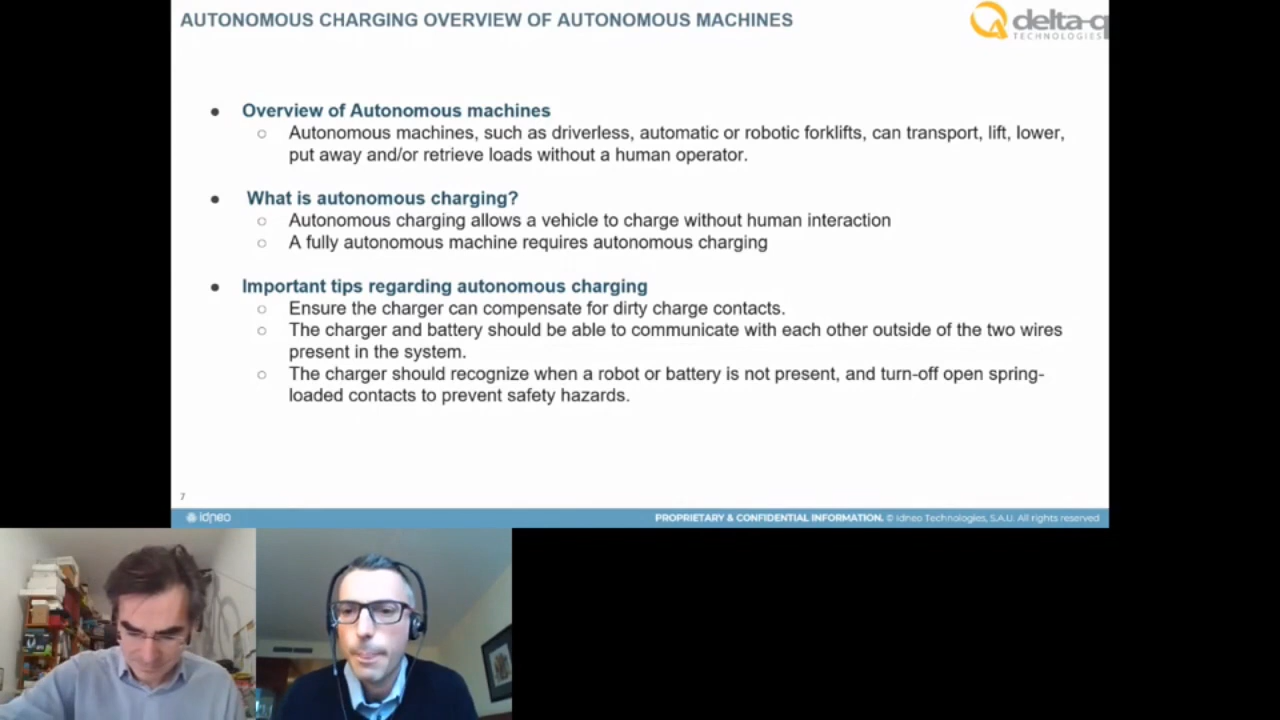 AUTONOMOUS CHARGING OVERVIEW OF AUTONOMOUS MACHINES
delta-q
TECHNOLOGIES
● Overview of Autonomous machines
○ Autonomous machines, such as driverless, automatic or robotic forklifts, can transport, lift, lower,
put away and/or retrieve loads without a human operator.
● What is autonomous charging?
○ Autonomous charging allows a vehicle to charge without human interaction
○ A fully autonomous machine requires autonomous charging
● Important tips regarding autonomous charging
○ Ensure the charger can compensate for dirty charge contacts.
○ The charger and battery should be able to communicate with each other outside of the two wires
present in the system.
○ The charger should recognize when a robot or battery is not present, and turn-off open spring-
loaded contacts to prevent safety hazards.
7
idneo
PROPRIETARY & CONFIDENTIAL INFORMATION. © Idneo Technologies, S.A.U. All rights reserved